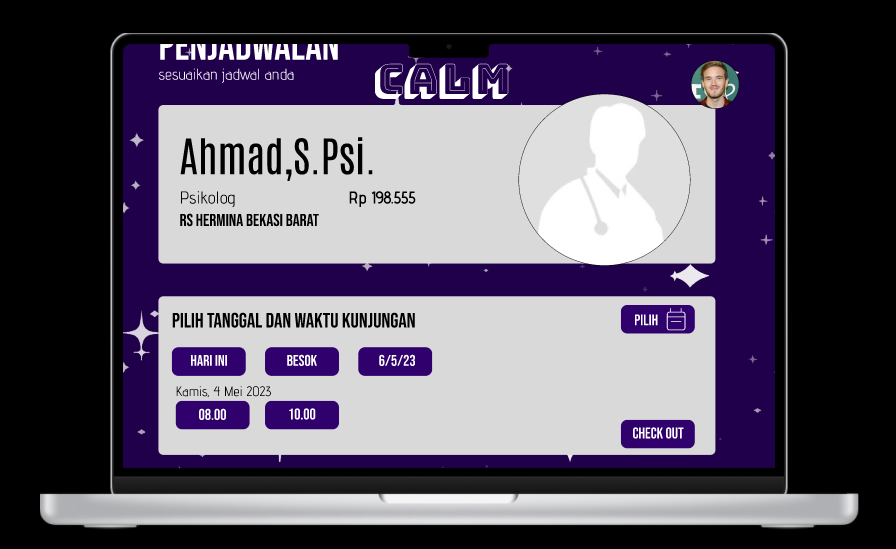 PENJADWALAN
sesuaikan jadwal anda
CALM
Ahmad,S.Psi.
Psikolog
Rp 198.555
RS HERMINA BEKASI BARAT
PILIH TANGGAL DAN WAKTU KUNJUNGAN
PILIH
HARI INI
BESOK
6/5/23
Kamis, 4 Mei 2023
08.00
10.00
CHECK OUT